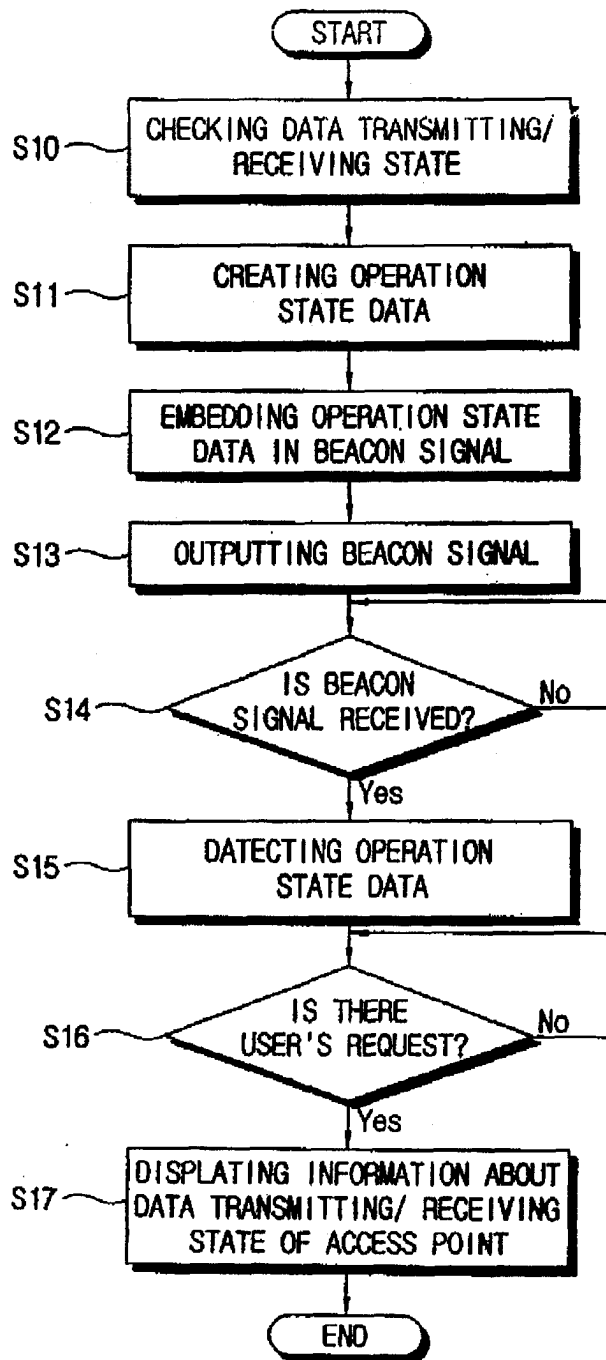 START
S10
CHECKING DATA TRANSMITTING/
RECEIVING STATE
S11
CREATING OPERATION
STATE DATA
S12
EMBEDDING OPERATION STATE
DATA IN BEACON SIGNAL
S13
OUTPUTTING BEACON SIGNAL
S14
IS BEACON
SIGNAL RECEIVED?
No
Yes
S15
DATECTING OPERATION
STATE DATA
S16
IS THERE
USER'S REQUEST?
No
Yes
S17
DISPLATING INFORMATION ABOUT
DATA TRANSMITTING/ RECEIVING
STATE OF ACCESS POINT
END